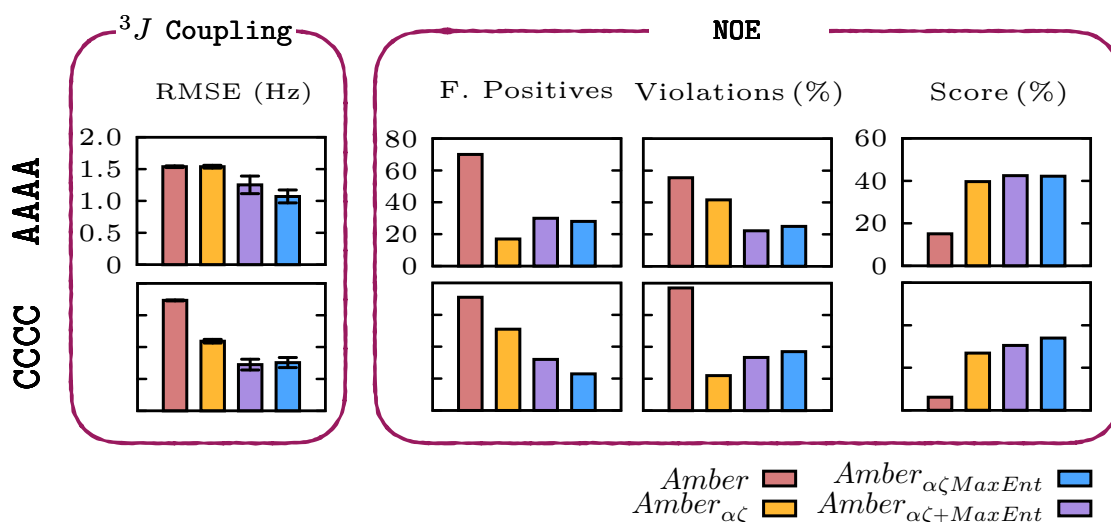 ³J Coupling NOE
RMSE (Hz) F. Positives Violations (%) Score (%)
AAAA
2.0
1.5
1.0
0.5
0
80
60
40
20
0
60
40
20
0
CCCC
Amber Amber_αζMaxEnt
Amber_αζ Amber_αζ+MaxEnt